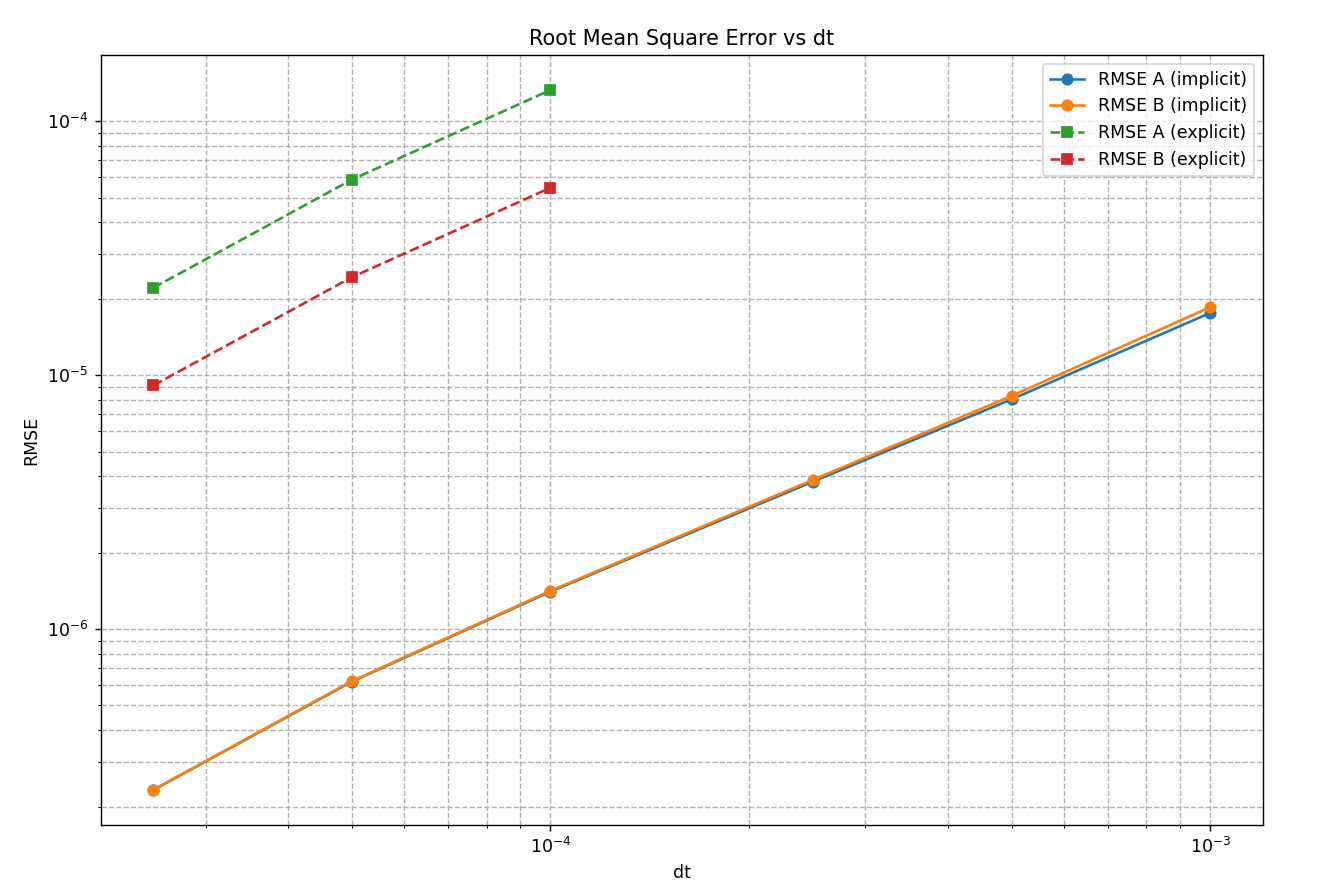 Root Mean Square Error vs dt
RMSE A (implicit)
RMSE B (implicit)
RMSE A (explicit)
RMSE B (explicit)
10⁻⁴
10⁻⁵
10⁻⁶
RMSE
10⁻⁴ 10⁻³
dt